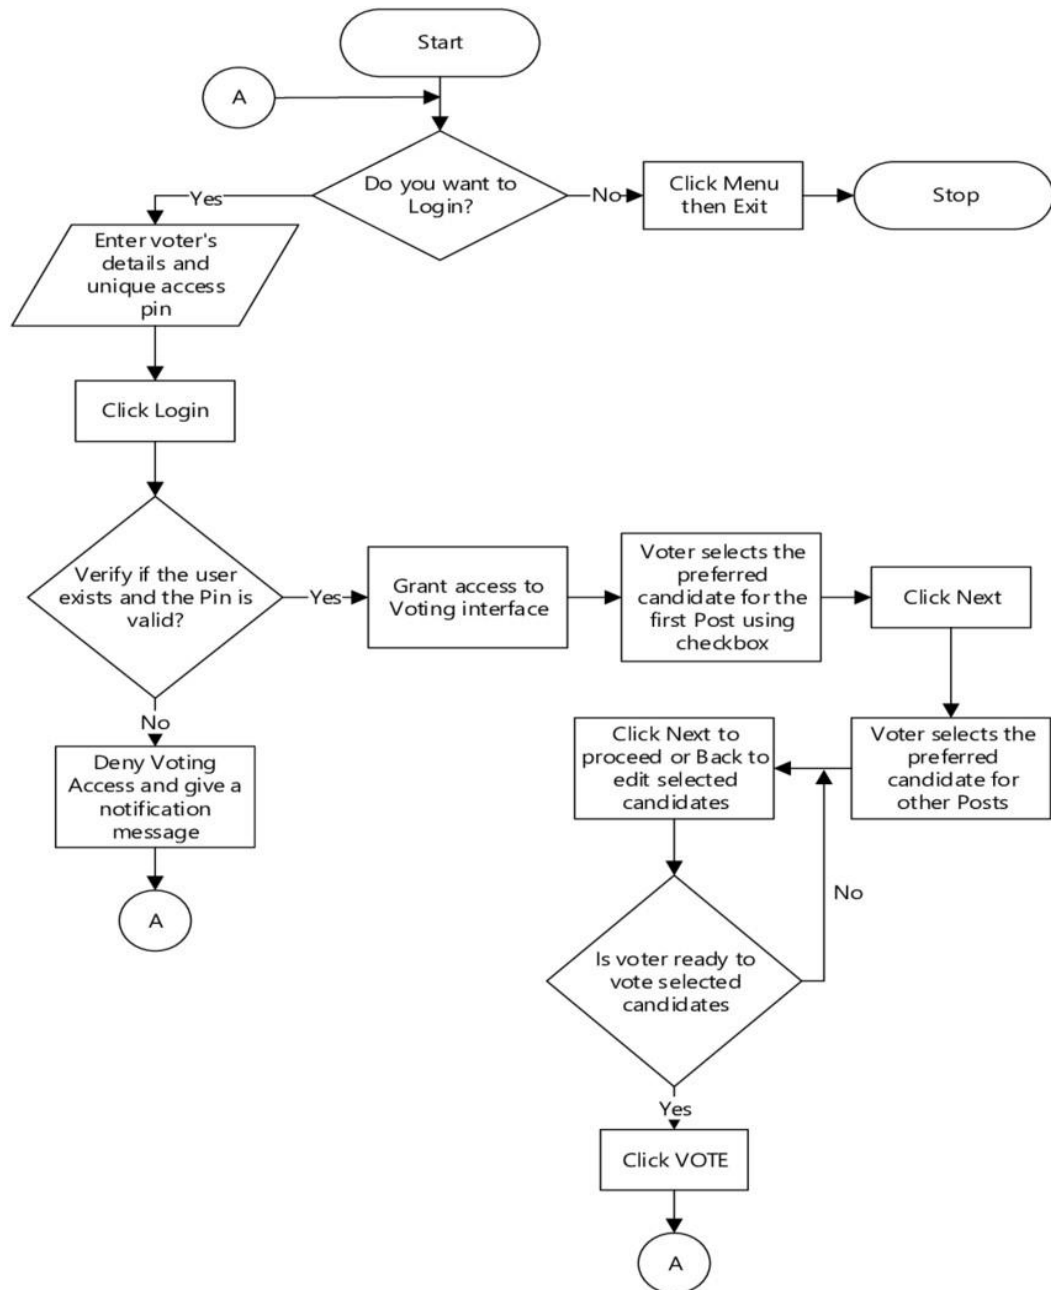 Start
A
Do you want to
Login?
Yes
No
Click Menu
then Exit
Stop
Enter voter's
details and
unique access
pin
Click Login
Verify if the user
exists and the Pin is
valid?
Yes
Grant access to
Voting interface
Voter selects the
preferred
candidate for the
first Post using
checkbox
Click Next
No
Deny Voting
Access and give a
notification
message
A
Voter selects the
preferred
candidate for
other Posts
Click Next to
proceed or Back to
edit selected
candidates
No
Is voter ready to
vote selected
candidates
Yes
Click VOTE
A